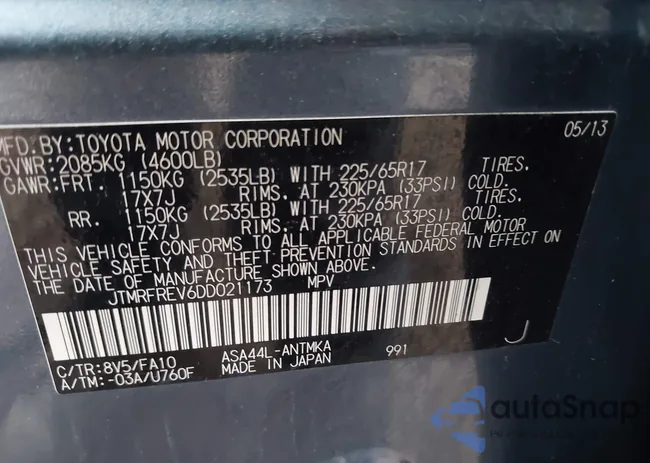 MFD.BY:TOYOTA MOTOR CORPORATION 05/13
GVWR:2085KG (4600LB)
GAWR:FRT. 1150KG (2535LB) WITH 225/65R17 TIRES.
17X7J RIMS. AT 230KPA (33PSI) COLD.
RR. 1150KG (2535LB) WITH 225/65R17 TIRES.
17X7J RIMS. AT 230KPA (33PSI) COLD.
THIS VEHICLE CONFORMS TO ALL APPLICABLE FEDERAL MOTOR
VEHICLE SAFETY AND THEFT PREVENTION STANDARDS IN EFFECT ON
THE DATE OF MANUFACTURE SHOWN ABOVE.
JTMRFREV6DD021173 MPV
J
C/TR:8V5/FA10 ASA44L-ANTMKA 991
A/TM:-03A/U760F MADE IN JAPAN
autoSnap